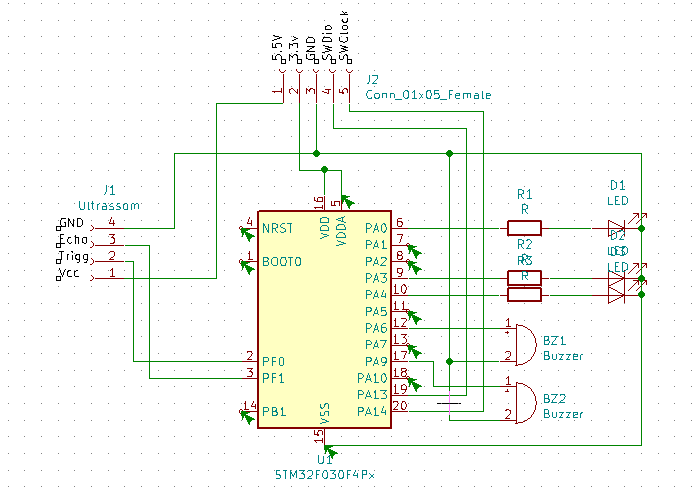 5.5V
3.3v
GND
SWDio
SWClock
1
2
3
4
5
J2
Conn_01x05_Female
J1
Ultrassom
GND 4
Echo 3
Trigg 2
Vcc 1
16
5
VDD
VDDA
4 NRST
1 BOOT0
2 PF0
3 PF1
14 PB1
PA0 6
PA1 7
PA2 8
PA3 9
PA4 10
PA5 11
PA6 12
PA7 13
PA9 17
PA10 18
PA13 19
PA14 20
VSS
15
U1
STM32F030F4Px
R1
R
R2
R
R3
R
D1
LED
D2
LED
LED
1
+
2
BZ1
Buzzer
1
+
2
BZ2
Buzzer